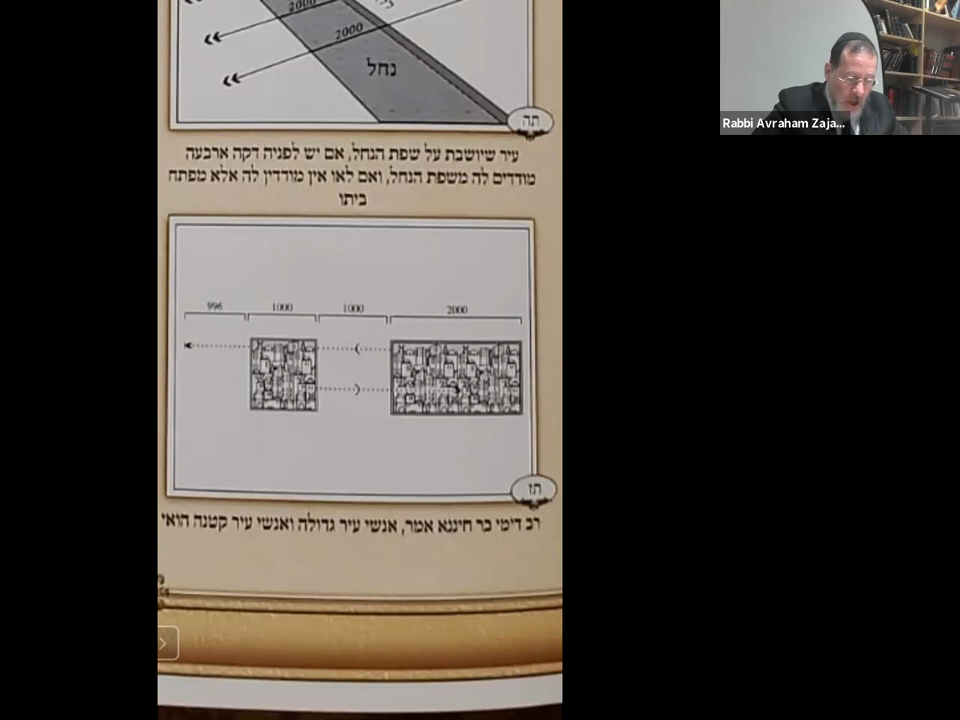 2000
2000
נחל
תה
עיר שיושבת על שפת הנחל, אם יש לפניה דקה ארבעה
מודדים לה משפת הנחל, ואם לאו אין מודדין לה אלא מפתח
ביתו
996 1000 1000 2000
תז
רב דימי בר חיננא אמר, אנשי עיר גדולה ואנשי עיר קטנה הואי
Rabbi Avraham Zaja...